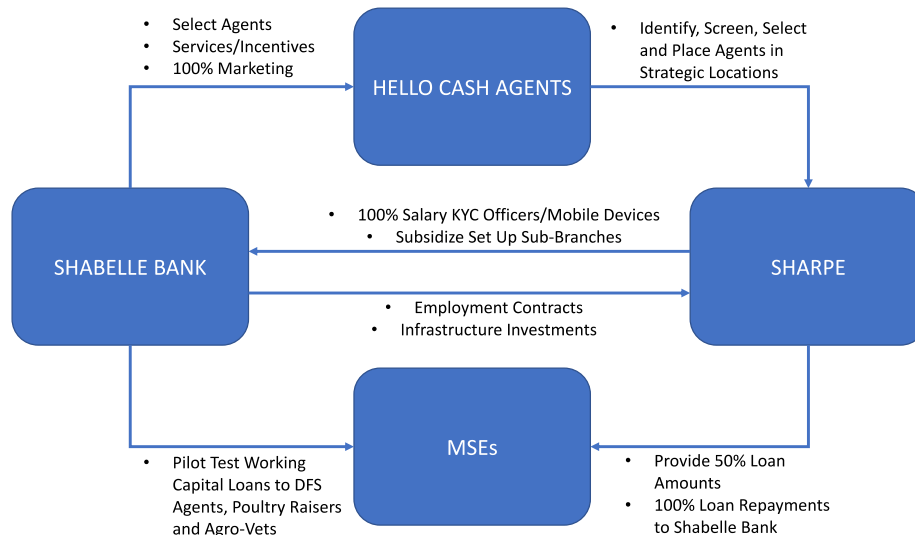 • Select Agents
• Services/Incentives
• 100% Marketing
HELLO CASH AGENTS
• Identify, Screen, Select
and Place Agents in
Strategic Locations
• 100% Salary KYC Officers/Mobile Devices
• Subsidize Set Up Sub-Branches
SHABELLE BANK
SHARPE
• Employment Contracts
• Infrastructure Investments
MSEs
• Pilot Test Working
Capital Loans to DFS
Agents, Poultry Raisers
and Agro-Vets
• Provide 50% Loan
Amounts
• 100% Loan Repayments
to Shabelle Bank